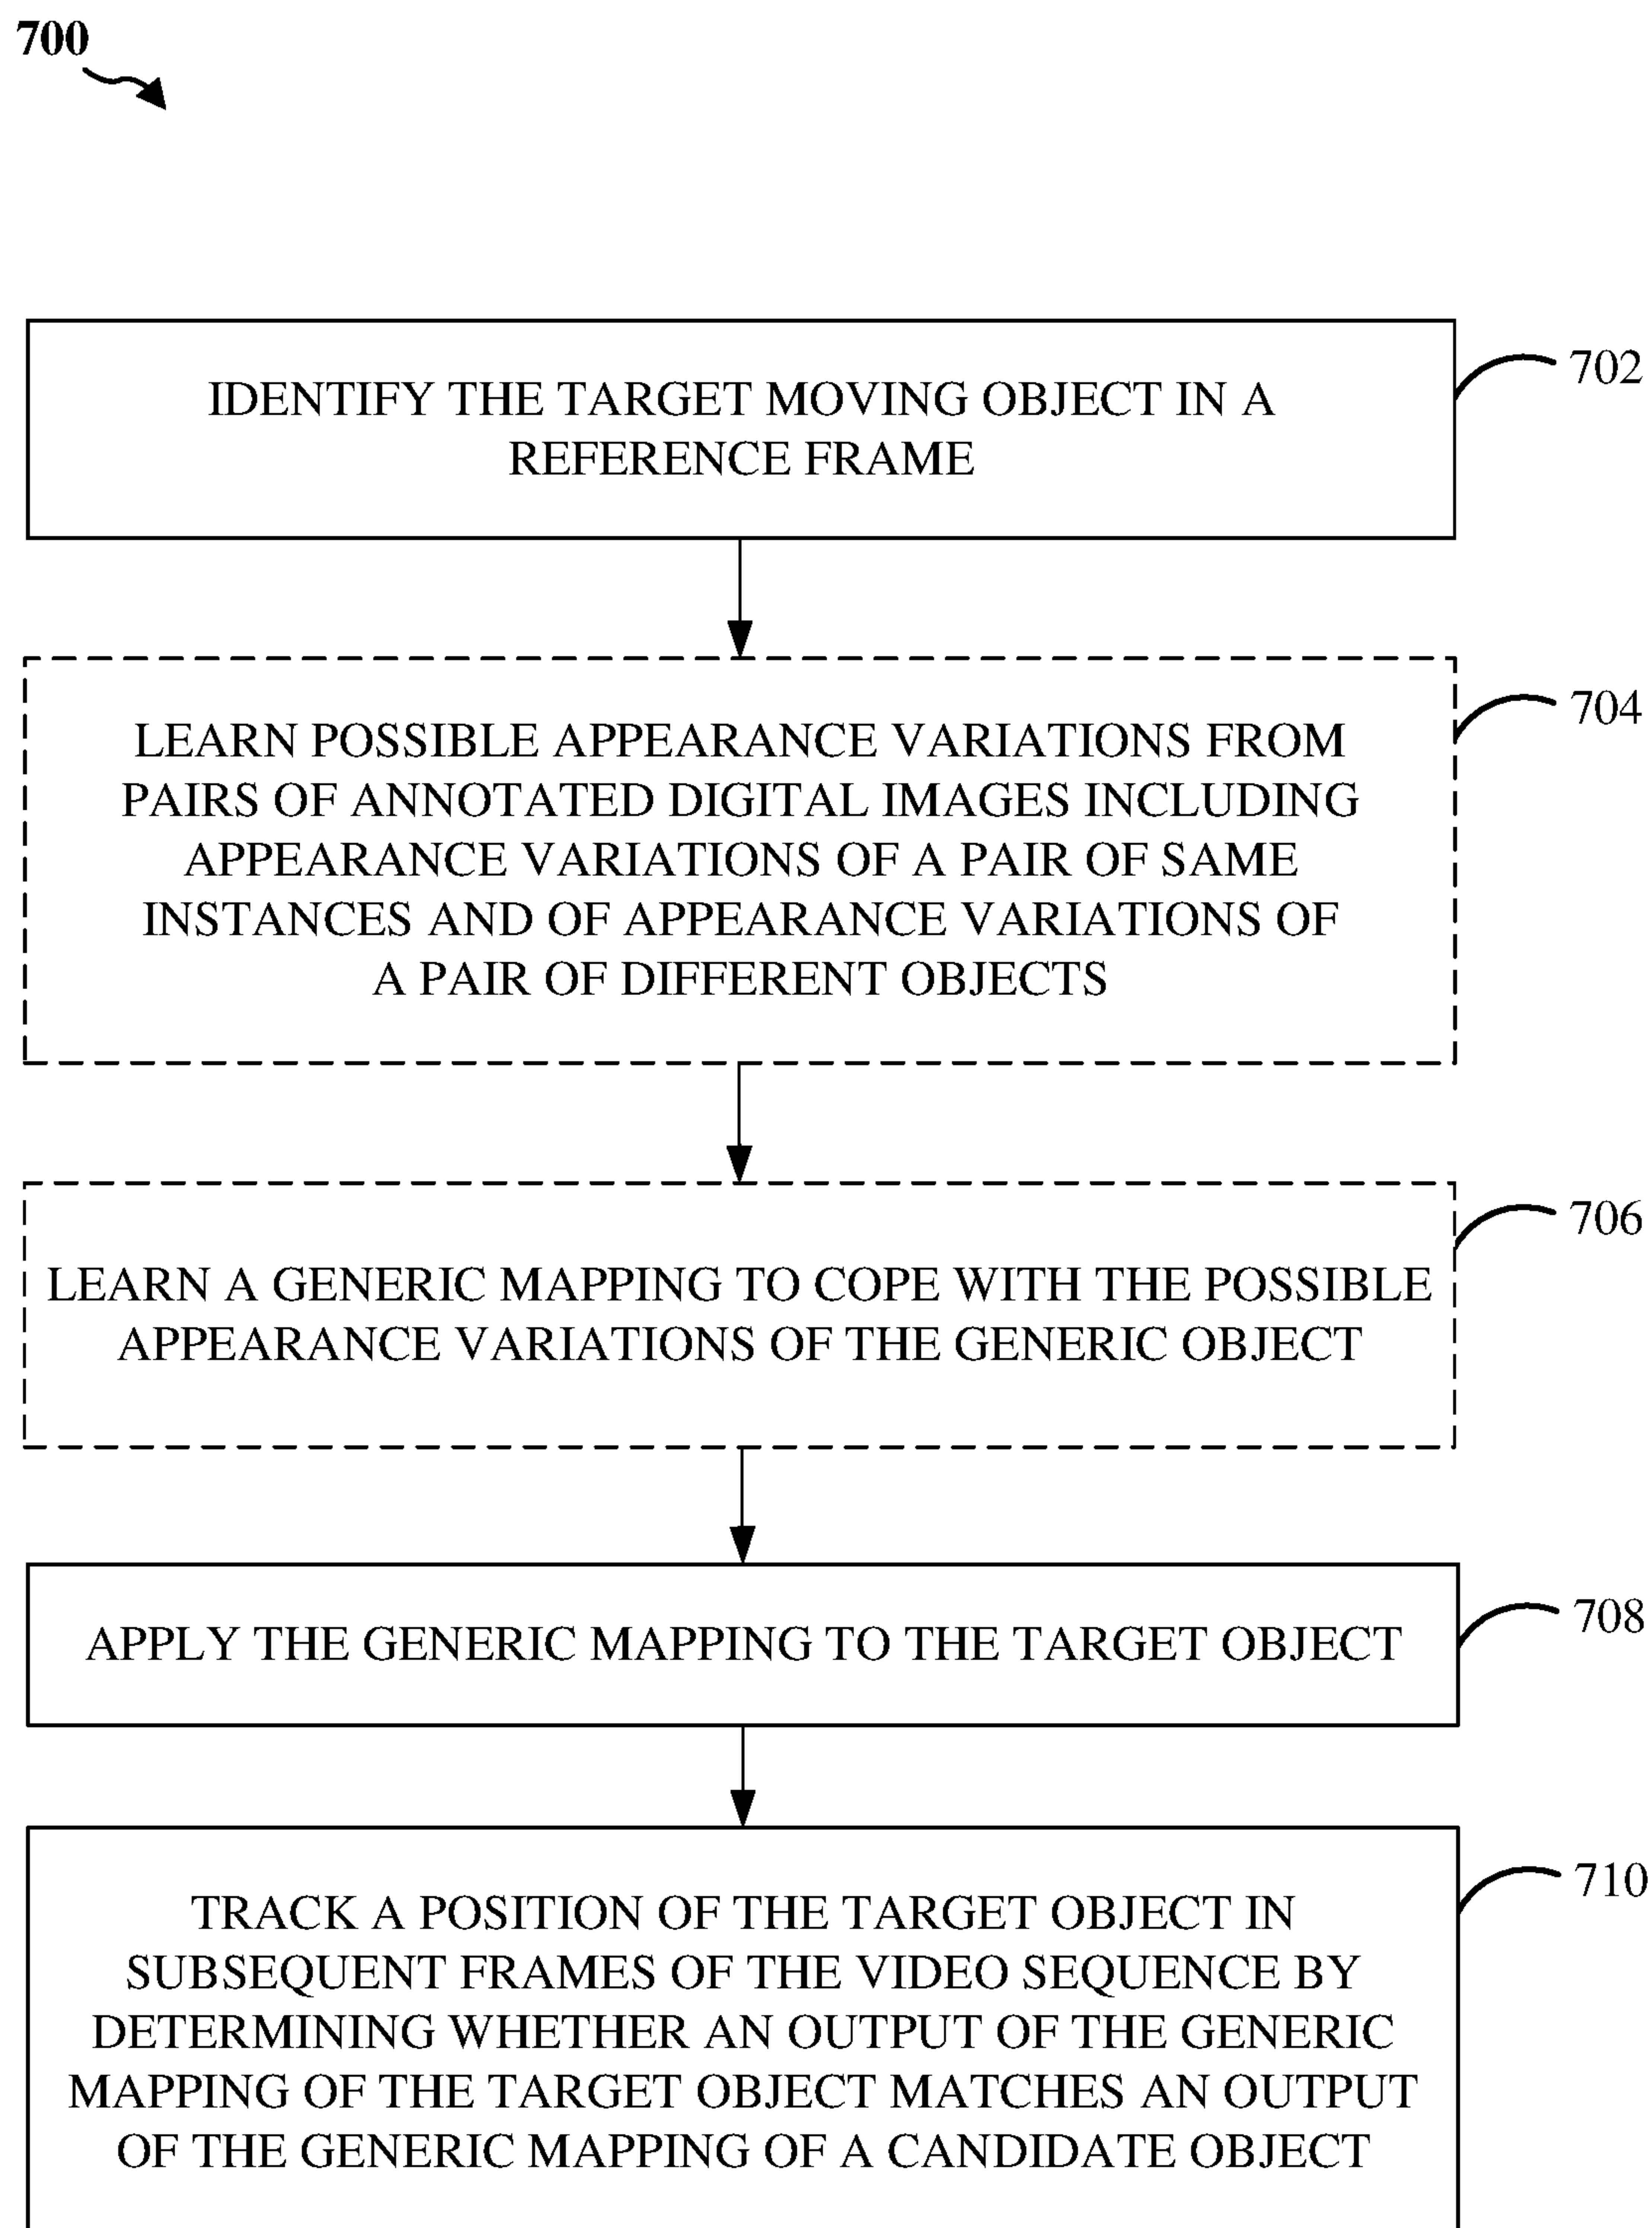 700
IDENTIFY THE TARGET MOVING OBJECT IN A
REFERENCE FRAME
702
LEARN POSSIBLE APPEARANCE VARIATIONS FROM
PAIRS OF ANNOTATED DIGITAL IMAGES INCLUDING
APPEARANCE VARIATIONS OF A PAIR OF SAME
INSTANCES AND OF APPEARANCE VARIATIONS OF
A PAIR OF DIFFERENT OBJECTS
704
LEARN A GENERIC MAPPING TO COPE WITH THE POSSIBLE
APPEARANCE VARIATIONS OF THE GENERIC OBJECT
706
APPLY THE GENERIC MAPPING TO THE TARGET OBJECT
708
TRACK A POSITION OF THE TARGET OBJECT IN
SUBSEQUENT FRAMES OF THE VIDEO SEQUENCE BY
DETERMINING WHETHER AN OUTPUT OF THE GENERIC
MAPPING OF THE TARGET OBJECT MATCHES AN OUTPUT
OF THE GENERIC MAPPING OF A CANDIDATE OBJECT
710